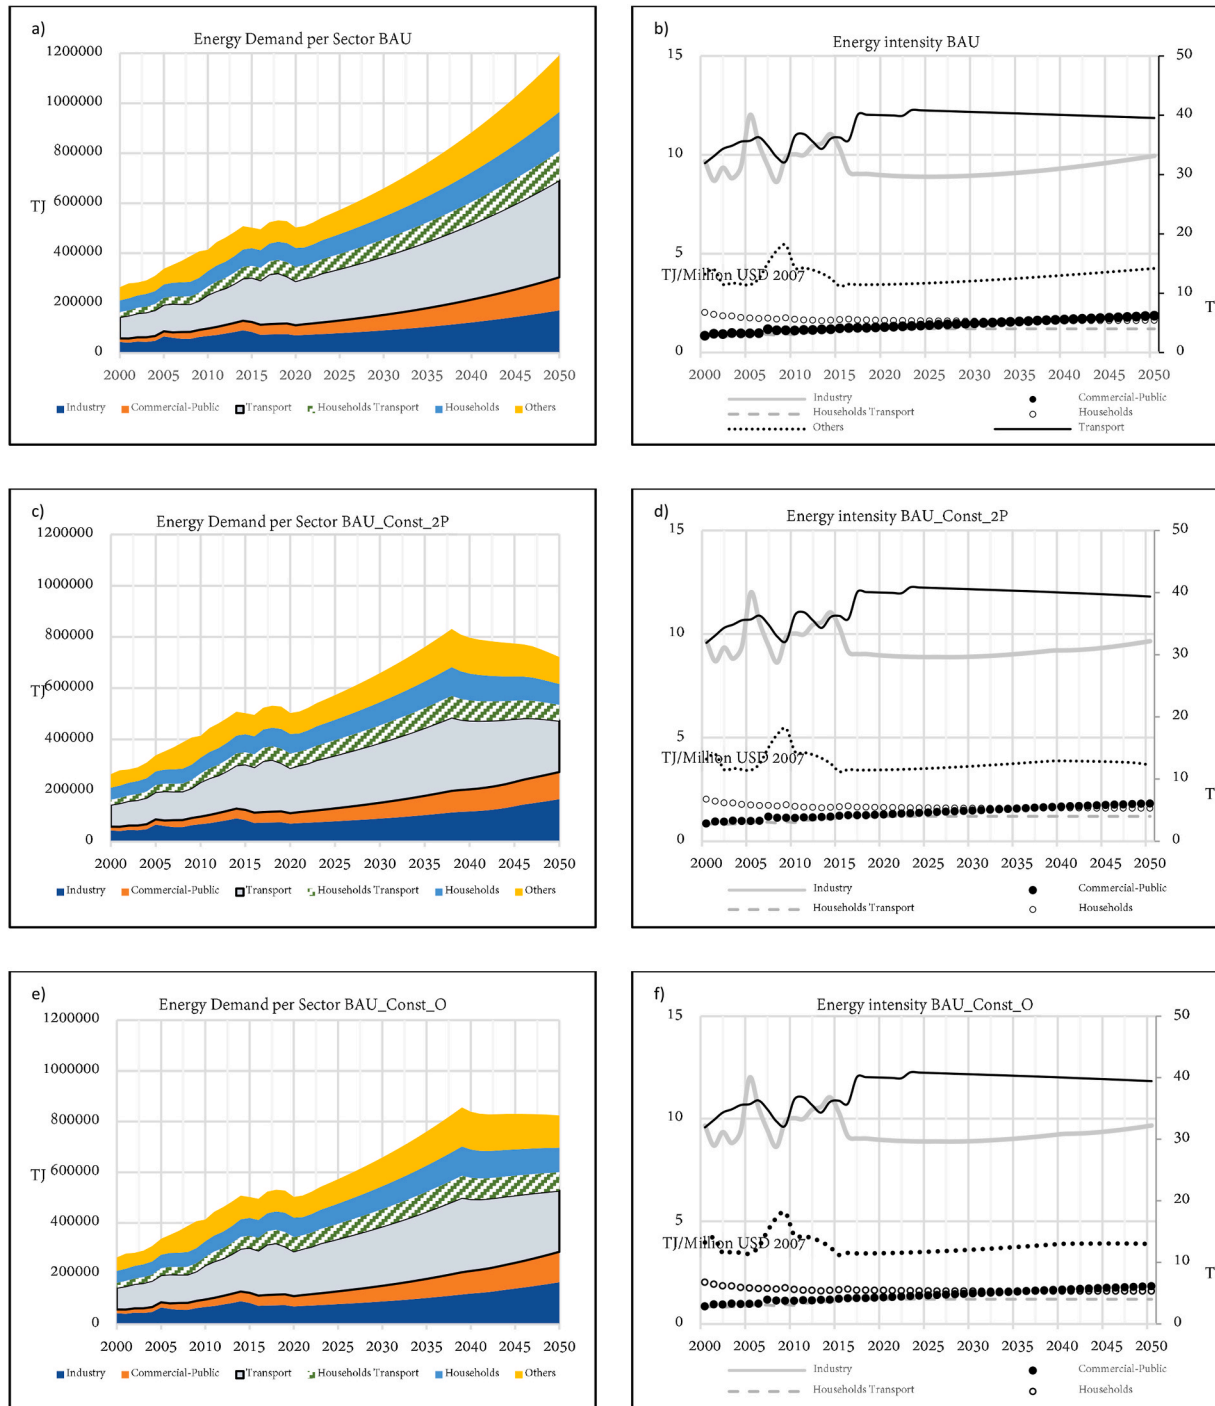 a)
Energy Demand per Sector BAU
1200000
1000000
800000
600000
TJ
400000
200000
0
2000 2005 2010 2015 2020 2025 2030 2035 2040 2045 2050
Industry Commercial-Public Transport Households Transport Households Others
b)
Energy intensity BAU
15 50
40
10
30
20
5
TJ/Million USD 2007
10
T
0 0
2000 2005 2010 2015 2020 2025 2030 2035 2040 2045 2050
Industry Commercial-Public
Households Transport Households
Others Transport
c)
Energy Demand per Sector BAU_Const_2P
1200000
1000000
800000
600000
TJ
400000
200000
0
2000 2005 2010 2015 2020 2025 2030 2035 2040 2045 2050
Industry Commercial-Public Transport Households Transport Households Others
d)
Energy intensity BAU_Const_2P
15 50
40
10
30
20
5
TJ/Million USD 2007
10
T
0 0
2000 2005 2010 2015 2020 2025 2030 2035 2040 2045 2050
Industry Commercial-Public
Households Transport Households
e)
Energy Demand per Sector BAU_Const_O
1200000
1000000
800000
600000
TJ
400000
200000
0
2000 2005 2010 2015 2020 2025 2030 2035 2040 2045 2050
Industry Commercial-Public Transport Households Transport Households Others
f)
Energy intensity BAU_Const_O
15 50
40
10
30
20
5
TJ/Million USD 2007
10
T
0 0
2000 2005 2010 2015 2020 2025 2030 2035 2040 2045 2050
Industry Commercial-Public
Households Transport Households